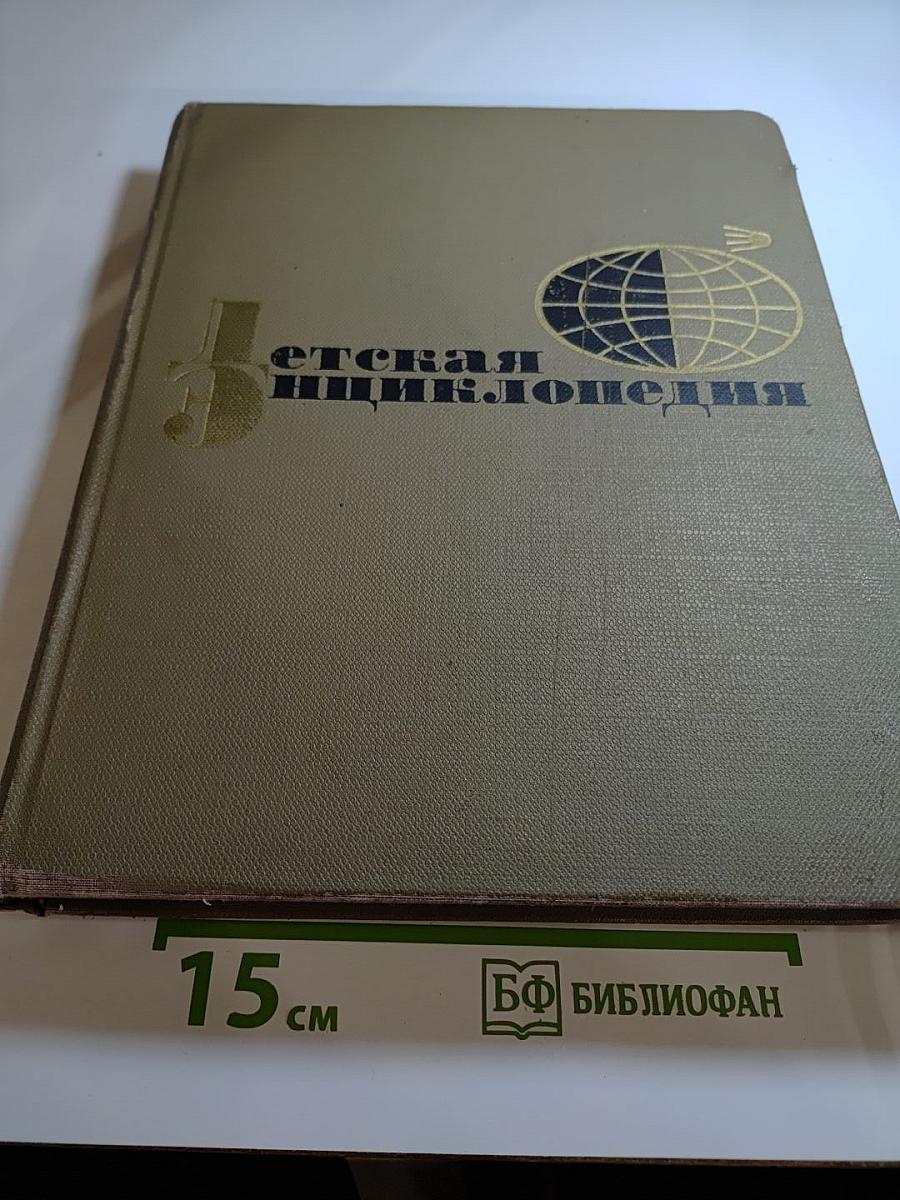 Детская
Энциклопедия
15 см
БФ БИБЛИОФАН